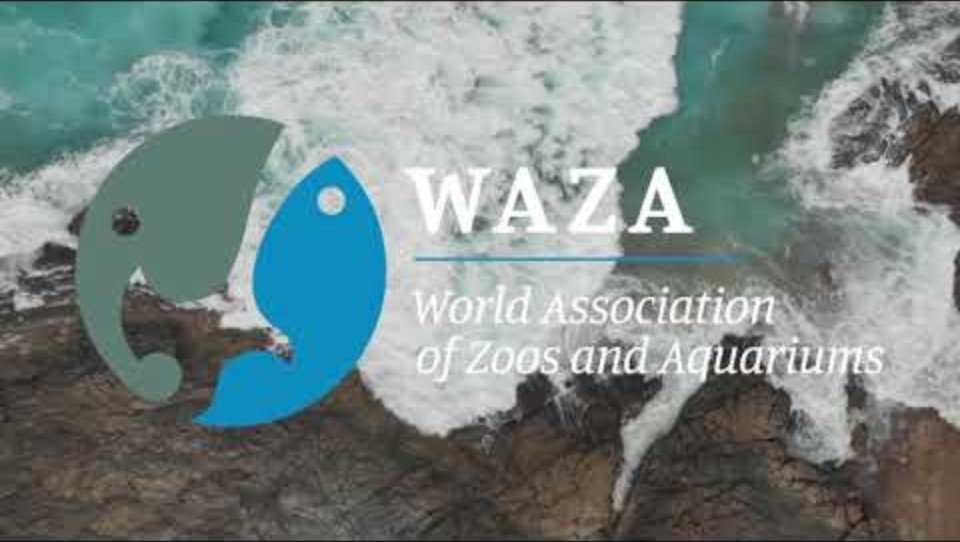 WAZA
World Association
of Zoos and Aquariums